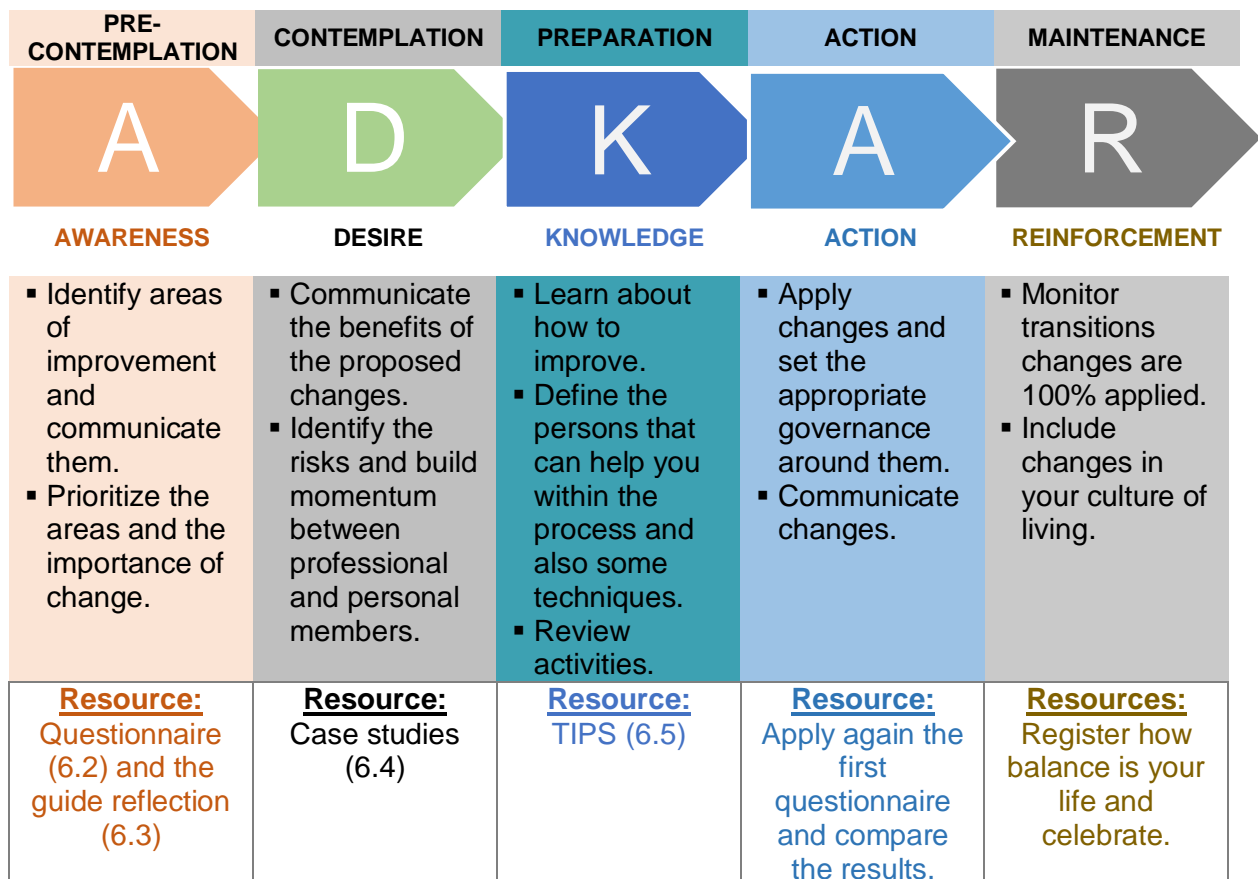 PRE-
CONTEMPLATION
CONTEMPLATION
PREPARATION
ACTION
MAINTENANCE
A
D
K
A
R
AWARENESS
DESIRE
KNOWLEDGE
ACTION
REINFORCEMENT
▪ Identify areas
of
improvement
and
communicate
them.
▪ Prioritize the
areas and the
importance of
change.
▪ Communicate
the benefits of
the proposed
changes.
▪ Identify the
risks and build
momentum
between
professional
and personal
members.
▪ Learn about
how to
improve.
▪ Define the
persons that
can help you
within the
process and
also some
techniques.
▪ Review
activities.
▪ Apply
changes and
set the
appropriate
governance
around them.
▪ Communicate
changes.
▪ Monitor
transitions
changes are
100% applied.
▪ Include
changes in
your culture of
living.
Resource:
Questionnaire
(6.2) and the
guide reflection
(6.3)
Resource:
Case studies
(6.4)
Resource:
TIPS (6.5)
Resource:
Apply again the
first
questionnaire
and compare
the results.
Resources:
Register how
balance is your
life and
celebrate.